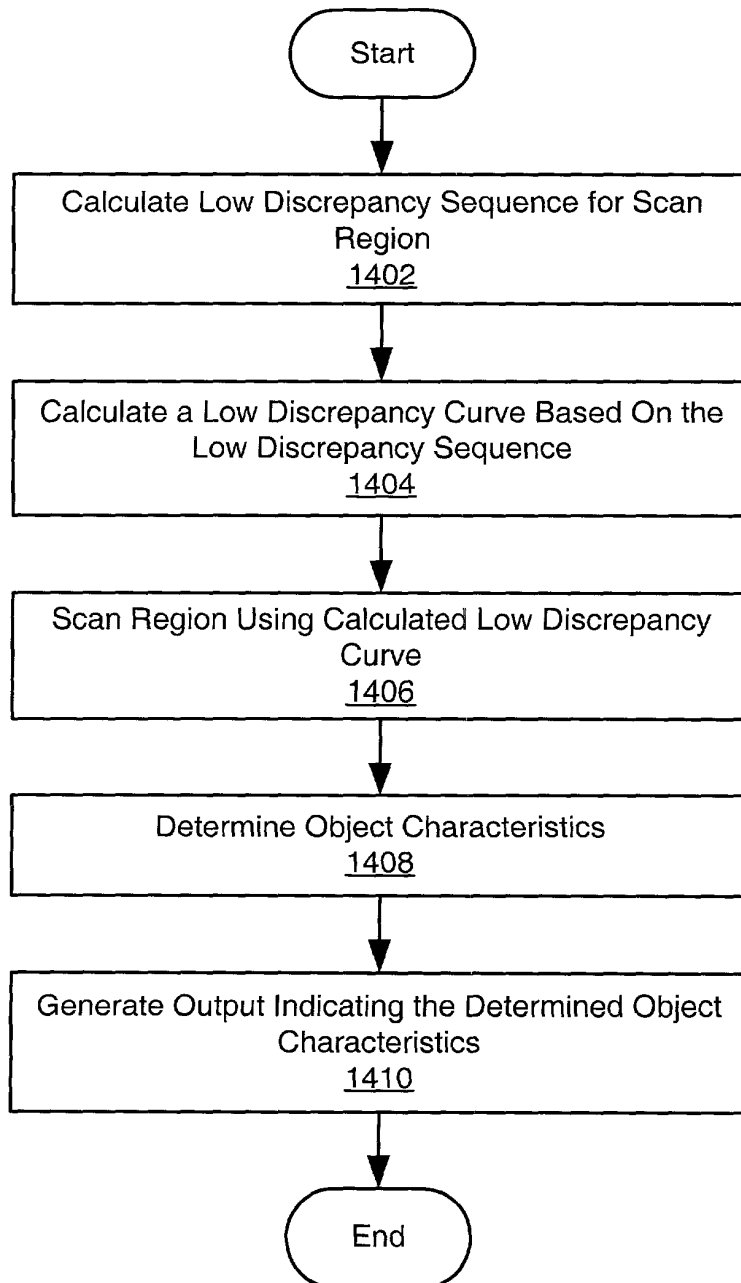 Start
Calculate Low Discrepancy Sequence for Scan
Region
1402
Calculate a Low Discrepancy Curve Based On the
Low Discrepancy Sequence
1404
Scan Region Using Calculated Low Discrepancy
Curve
1406
Determine Object Characteristics
1408
Generate Output Indicating the Determined Object
Characteristics
1410
End